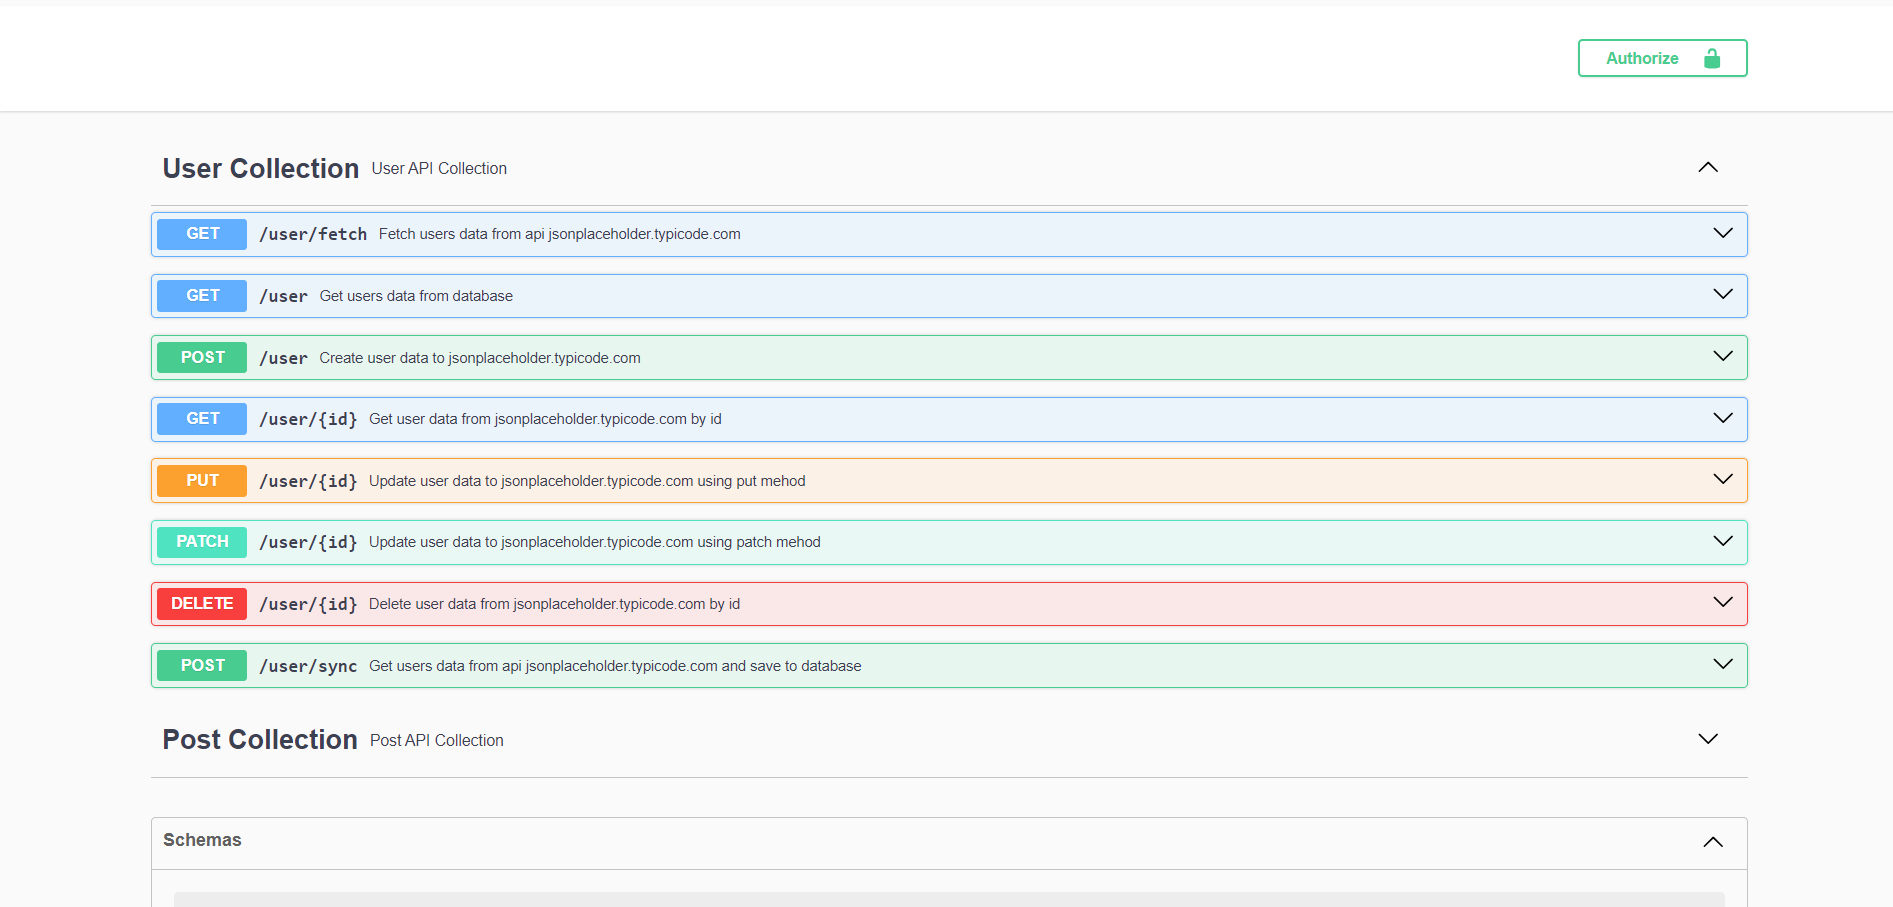 Authorize
User Collection User API Collection
GET /user/fetch Fetch users data from api jsonplaceholder.typicode.com
GET /user Get users data from database
POST /user Create user data to jsonplaceholder.typicode.com
GET /user/{id} Get user data from jsonplaceholder.typicode.com by id
PUT /user/{id} Update user data to jsonplaceholder.typicode.com using put mehod
PATCH /user/{id} Update user data to jsonplaceholder.typicode.com using patch mehod
DELETE /user/{id} Delete user data from jsonplaceholder.typicode.com by id
POST /user/sync Get users data from api jsonplaceholder.typicode.com and save to database
Post Collection Post API Collection
Schemas